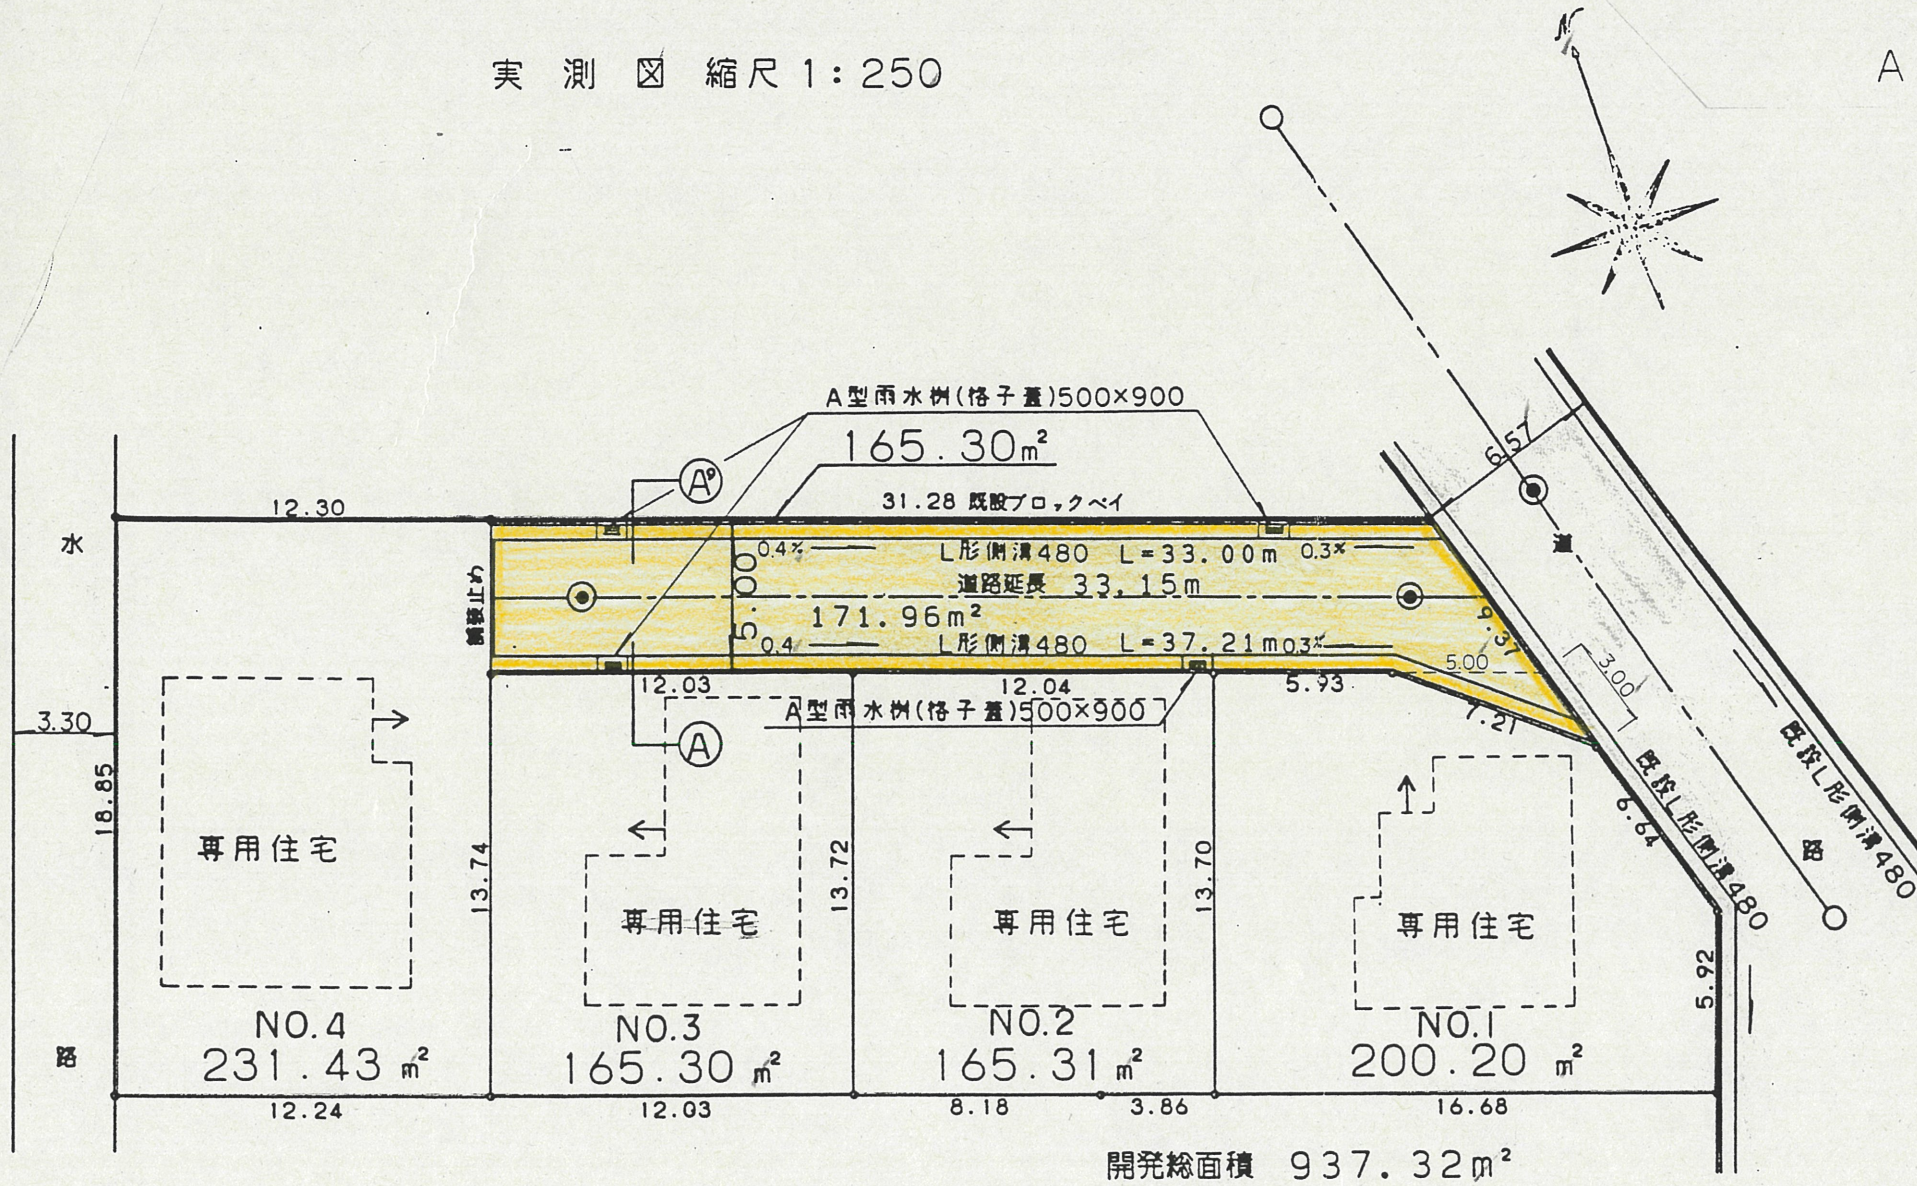 実 測 図 縮尺 1:250
N
A
A型雨水桝(格子蓋)500×900
165.30m²
6.57
A'
31.28 既設ブロックベイ
12.30
水
道
0.4%
L形側溝480 L=33.00m
0.3%
道路延長 33.15m
舗装止め
5.00
171.96m²
9.37
0.4
L形側溝480 L=37.21m
0.3%
5.00
3.00
12.03
12.04
5.93
A型雨水桝(格子蓋)500×900
7.21
3.30
A
既設L形側溝480
既設L形側溝480
18.85
6.64
路
専用住宅
13.74
13.72
13.70
専用住宅
専用住宅
専用住宅
5.92
NO.4
NO.3
NO.2
NO.1
路
231.43 m²
165.30 m²
165.31 m²
200.20 m²
12.24
12.03
8.18
3.86
16.68
開発総面積 937.32m²